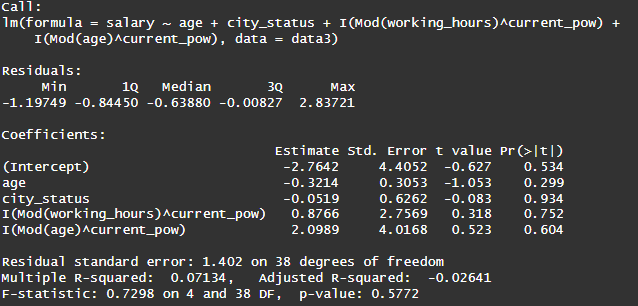 Call:
lm(formula = salary ~ age + city_status + I(Mod(working_hours)^current_pow) +
    I(Mod(age)^current_pow), data = data3)

Residuals:
     Min       1Q   Median       3Q      Max
-1.19749 -0.84450 -0.63880 -0.00827  2.83721

Coefficients:
                                  Estimate Std. Error t value Pr(>|t|)
(Intercept)                        -2.7642     4.4052  -0.627    0.534
age                                -0.3214     0.3053  -1.053    0.299
city_status                        -0.0519     0.6262  -0.083    0.934
I(Mod(working_hours)^current_pow)   0.8766     2.7569   0.318    0.752
I(Mod(age)^current_pow)             2.0989     4.0168   0.523    0.604

Residual standard error: 1.402 on 38 degrees of freedom
Multiple R-squared:  0.07134,	Adjusted R-squared:  -0.02641
F-statistic: 0.7298 on 4 and 38 DF,  p-value: 0.5772